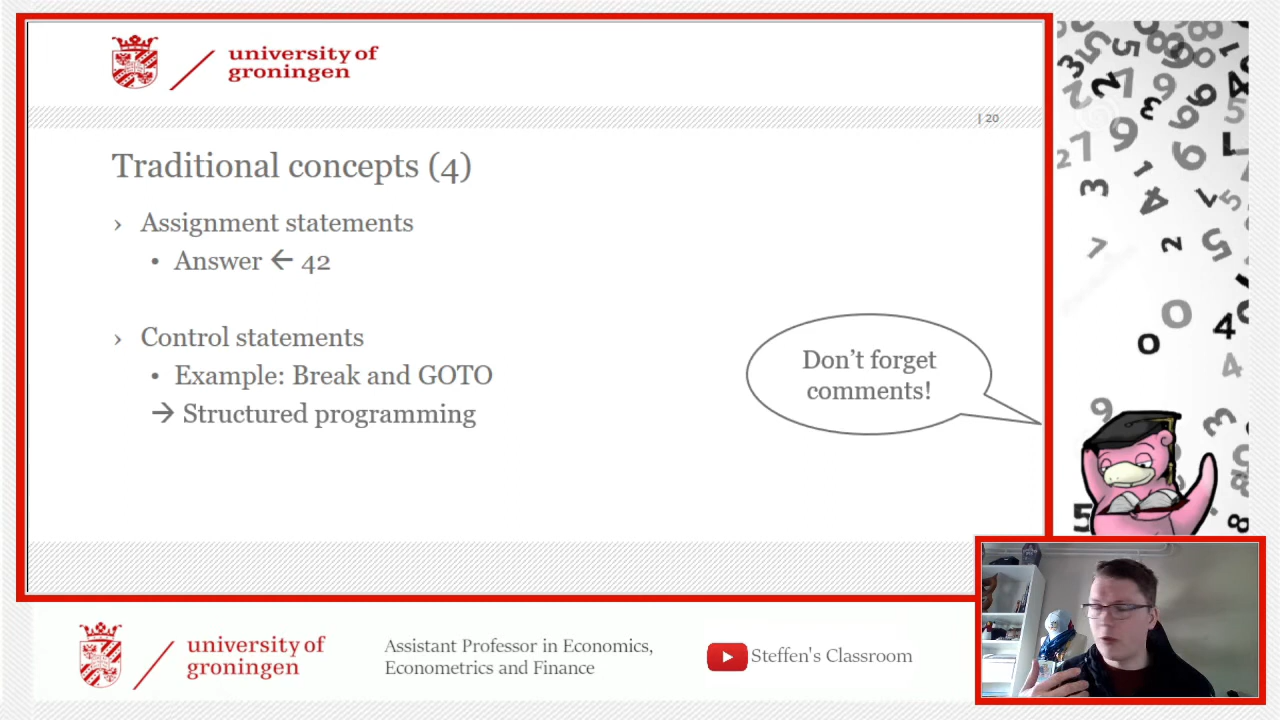 university of
groningen
| 20
Traditional concepts (4)
› Assignment statements
• Answer ← 42
› Control statements
• Example: Break and GOTO
→ Structured programming
Don't forget
comments!
university of
groningen
Assistant Professor in Economics,
Econometrics and Finance
Steffen's Classroom